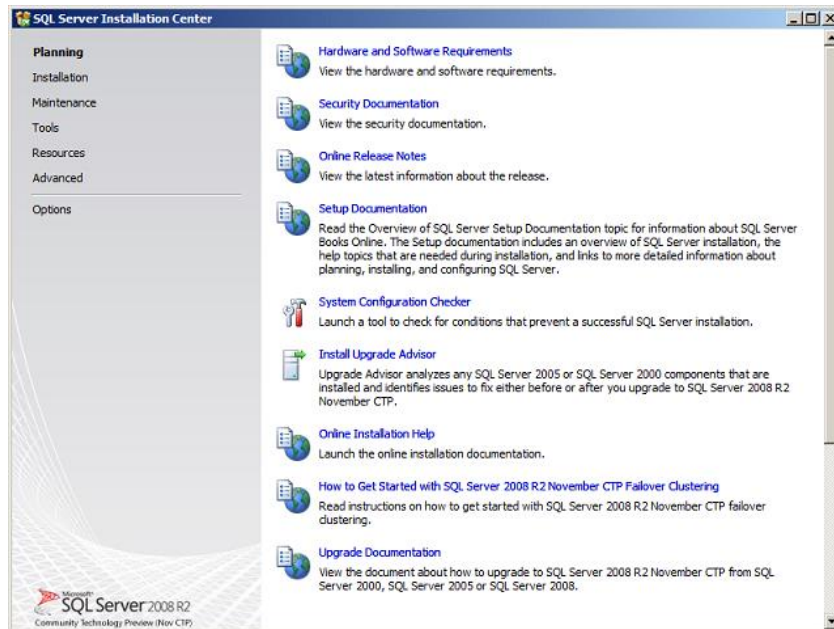 SQL Server Installation Center
Planning
Installation
Maintenance
Tools
Resources
Advanced
Options
Hardware and Software Requirements
View the hardware and software requirements.
Security Documentation
View the security documentation.
Online Release Notes
View the latest information about the release.
Setup Documentation
Read the Overview of SQL Server Setup Documentation topic for information about SQL Server
Books Online. The Setup documentation includes an overview of SQL Server installation, the
help topics that are needed during installation, and links to more detailed information about
planning, installing, and configuring SQL Server.
System Configuration Checker
Launch a tool to check for conditions that prevent a successful SQL Server installation.
Install Upgrade Advisor
Upgrade Advisor analyzes any SQL Server 2005 or SQL Server 2000 components that are
installed and identifies issues to fix either before or after you upgrade to SQL Server 2008 R2
November CTP.
Online Installation Help
Launch the online installation documentation.
How to Get Started with SQL Server 2008 R2 November CTP Failover Clustering
Read instructions on how to get started with SQL Server 2008 R2 November CTP failover
clustering.
Upgrade Documentation
View the document about how to upgrade to SQL Server 2008 R2 November CTP from SQL
Server 2000, SQL Server 2005 or SQL Server 2008.
Microsoft
SQL Server 2008 R2
Community Technology Preview (Nov CTP)